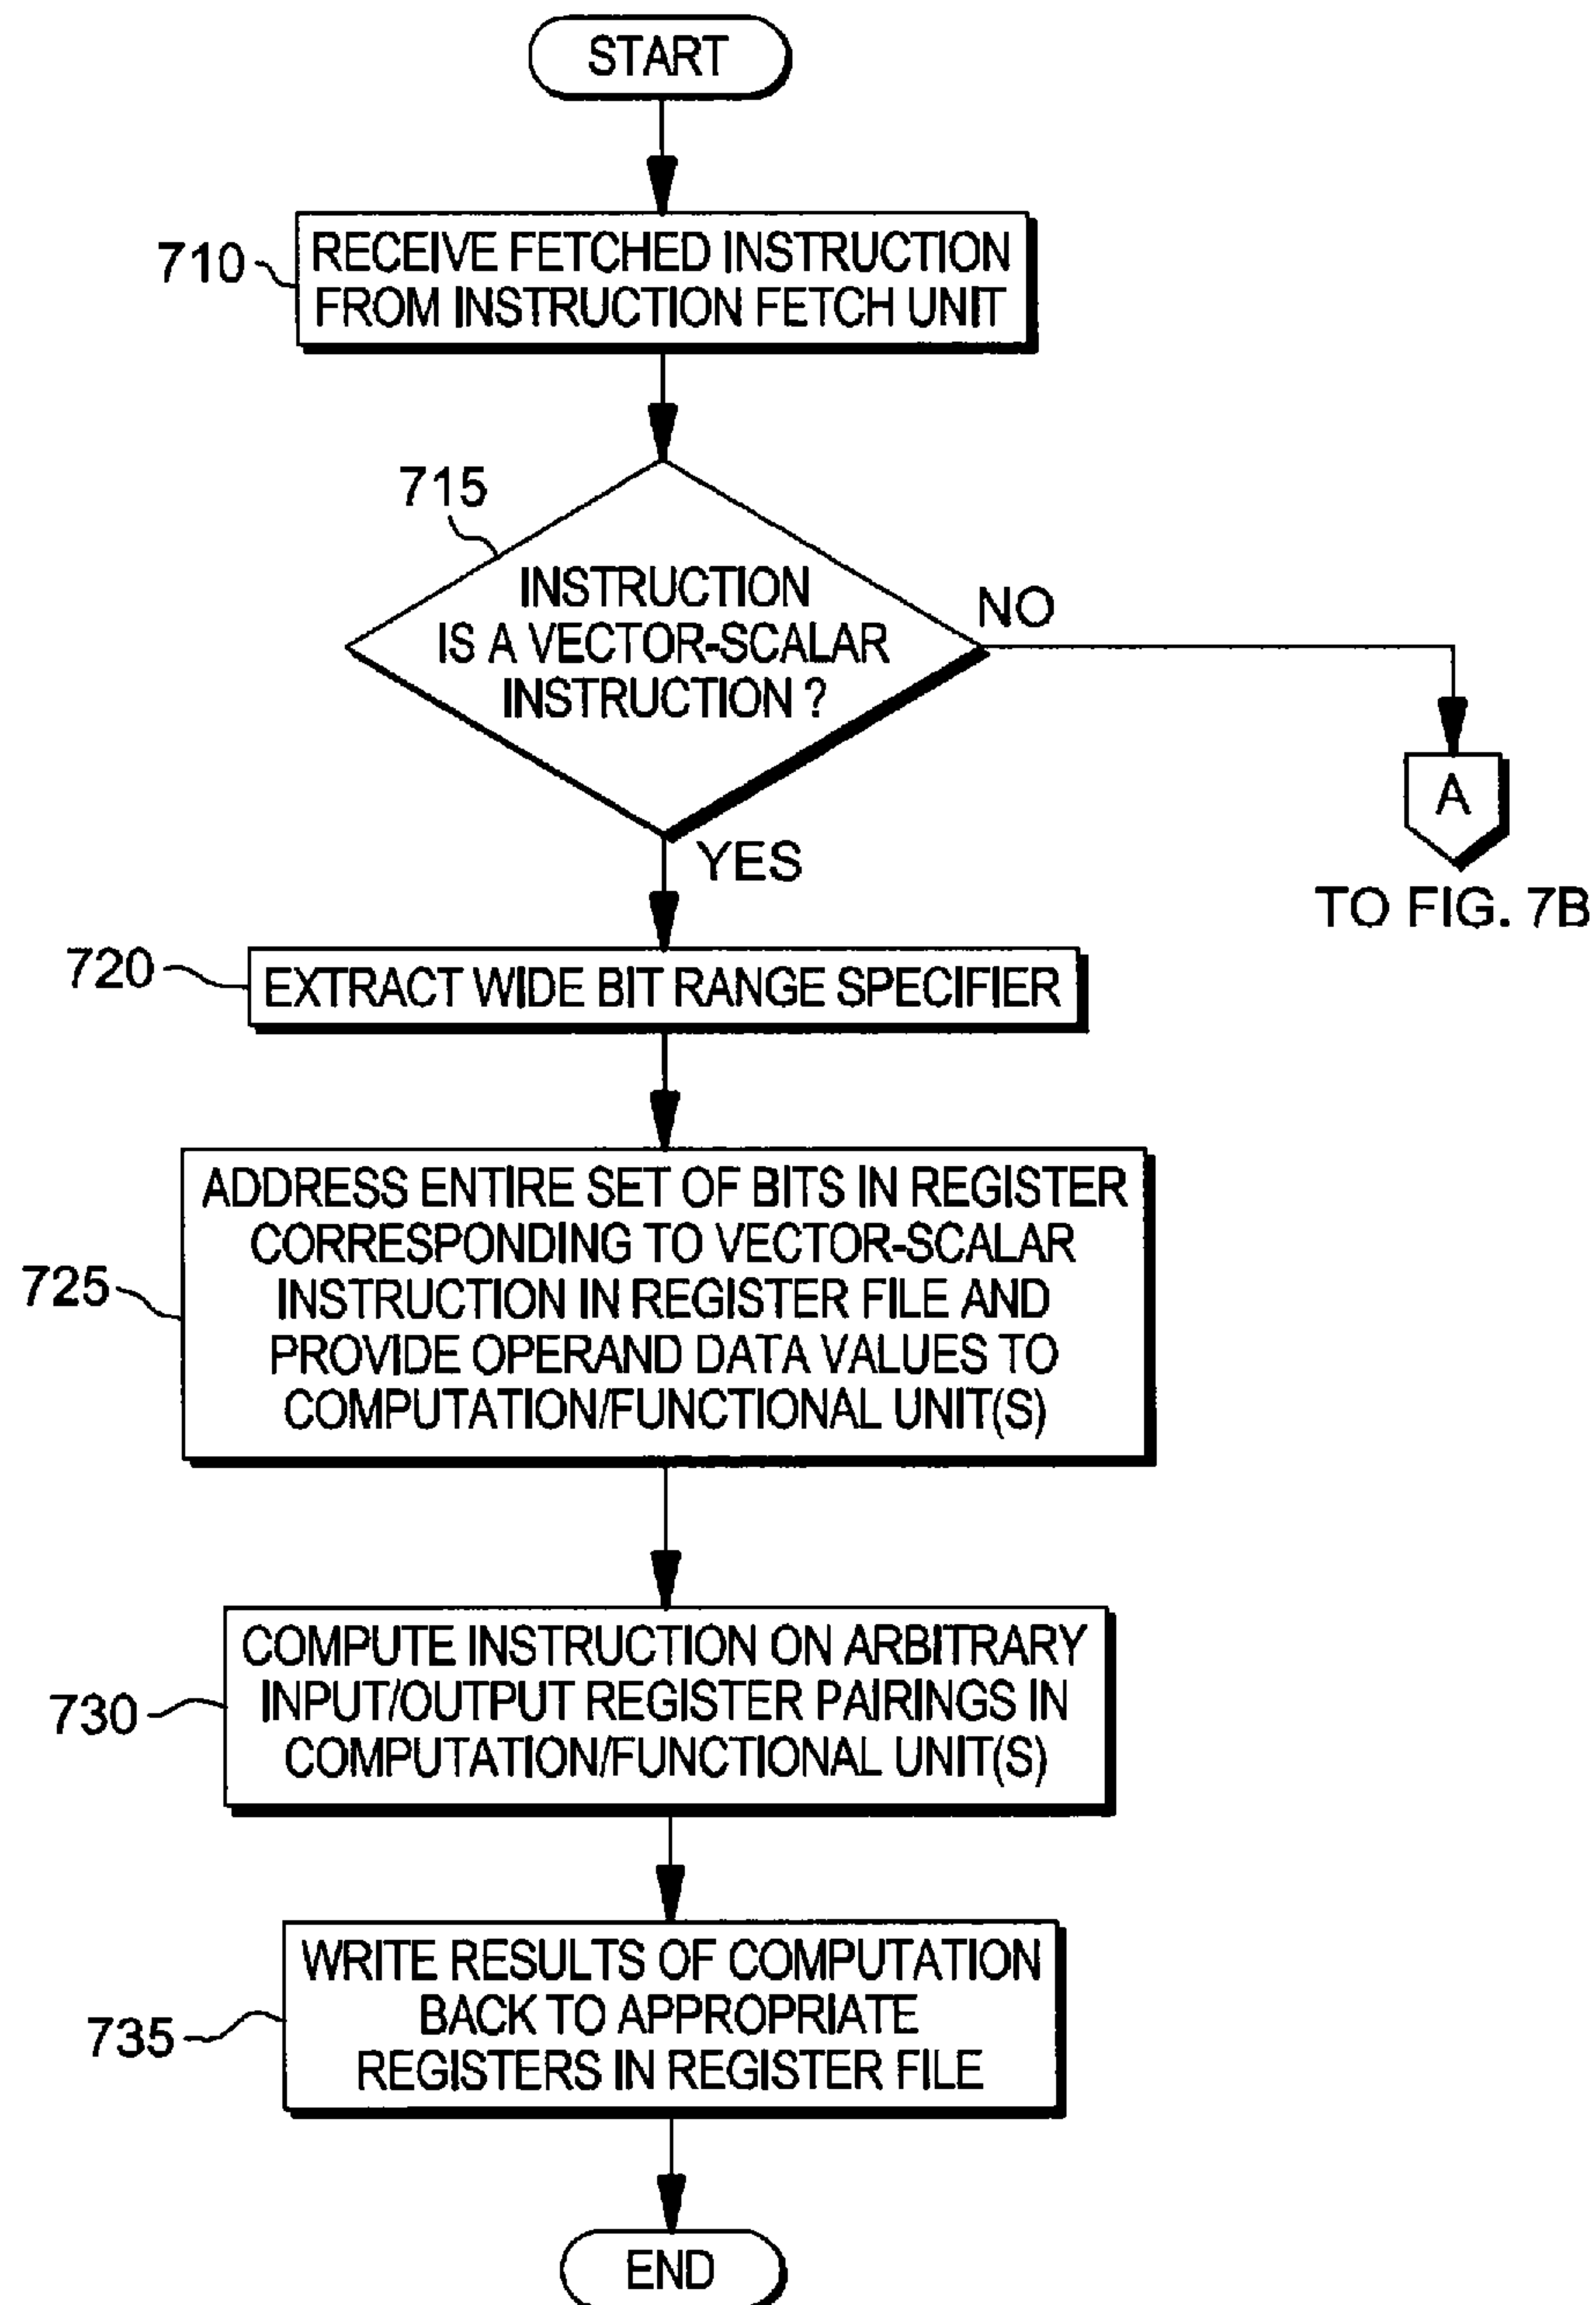 START
710
RECEIVE FETCHED INSTRUCTION
FROM INSTRUCTION FETCH UNIT
715
INSTRUCTION
IS A VECTOR-SCALAR
INSTRUCTION ?
NO
A
TO FIG. 7B
YES
720
EXTRACT WIDE BIT RANGE SPECIFIER
725
ADDRESS ENTIRE SET OF BITS IN REGISTER
CORRESPONDING TO VECTOR-SCALAR
INSTRUCTION IN REGISTER FILE AND
PROVIDE OPERAND DATA VALUES TO
COMPUTATION/FUNCTIONAL UNIT(S)
730
COMPUTE INSTRUCTION ON ARBITRARY
INPUT/OUTPUT REGISTER PAIRINGS IN
COMPUTATION/FUNCTIONAL UNIT(S)
735
WRITE RESULTS OF COMPUTATION
BACK TO APPROPRIATE
REGISTERS IN REGISTER FILE
END